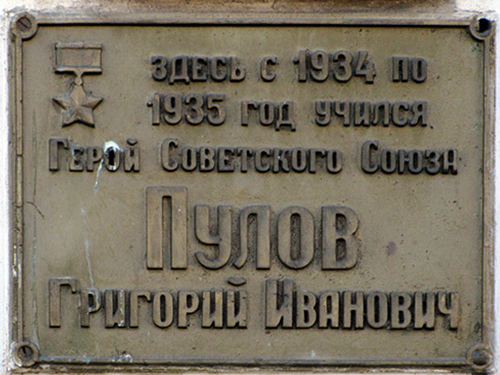 Здесь с 1934 по
1935 год учился
Герой Советского Союза
Пулов
Григорий Иванович